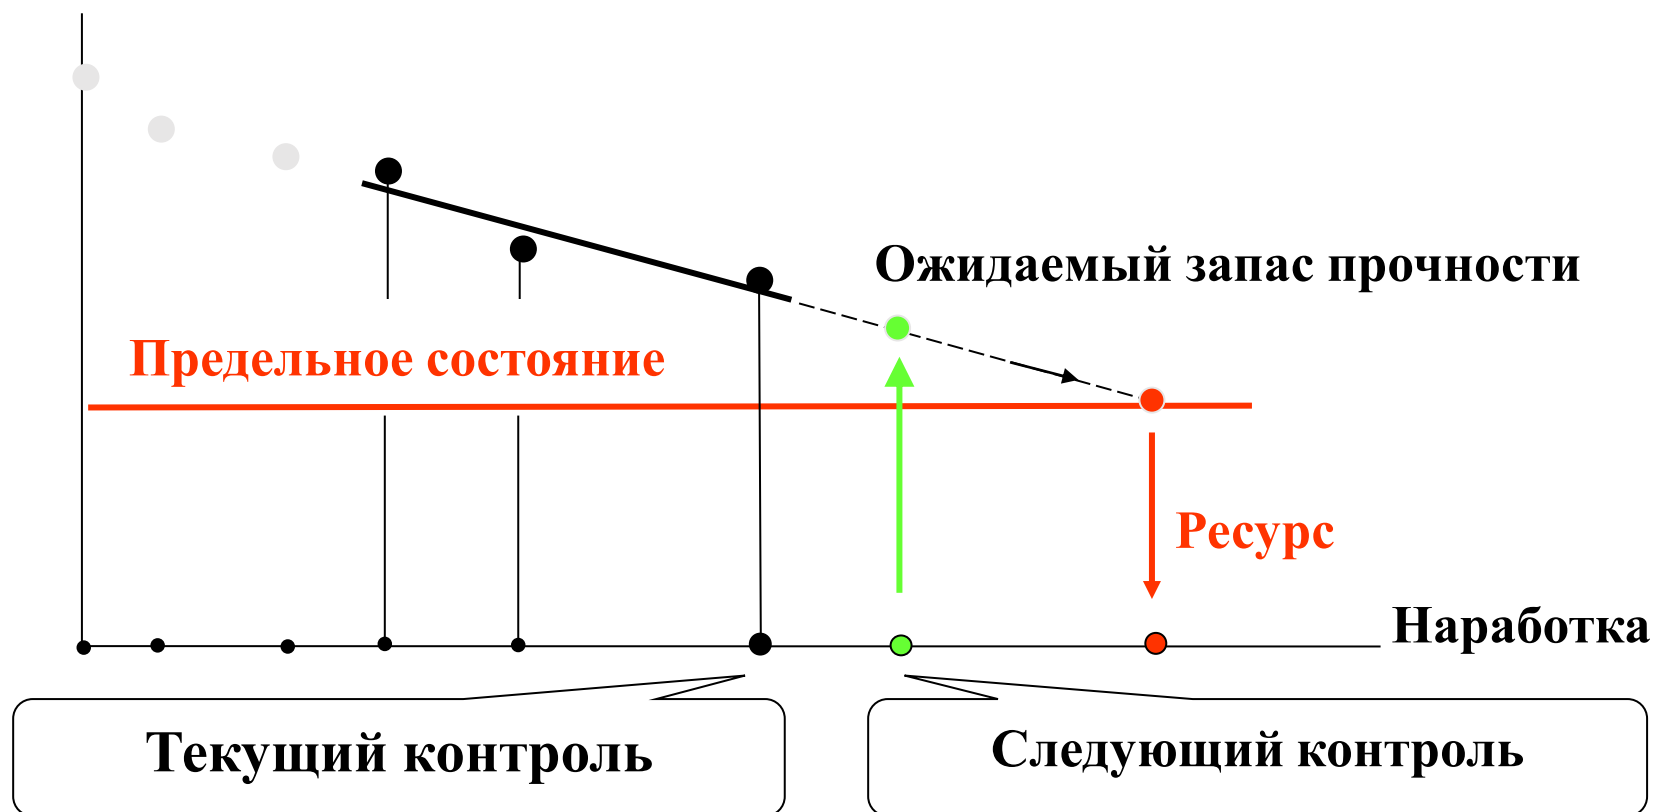 Ожидаемый запас прочности
Предельное состояние
Ресурс
Наработка
Текущий контроль
Следующий контроль